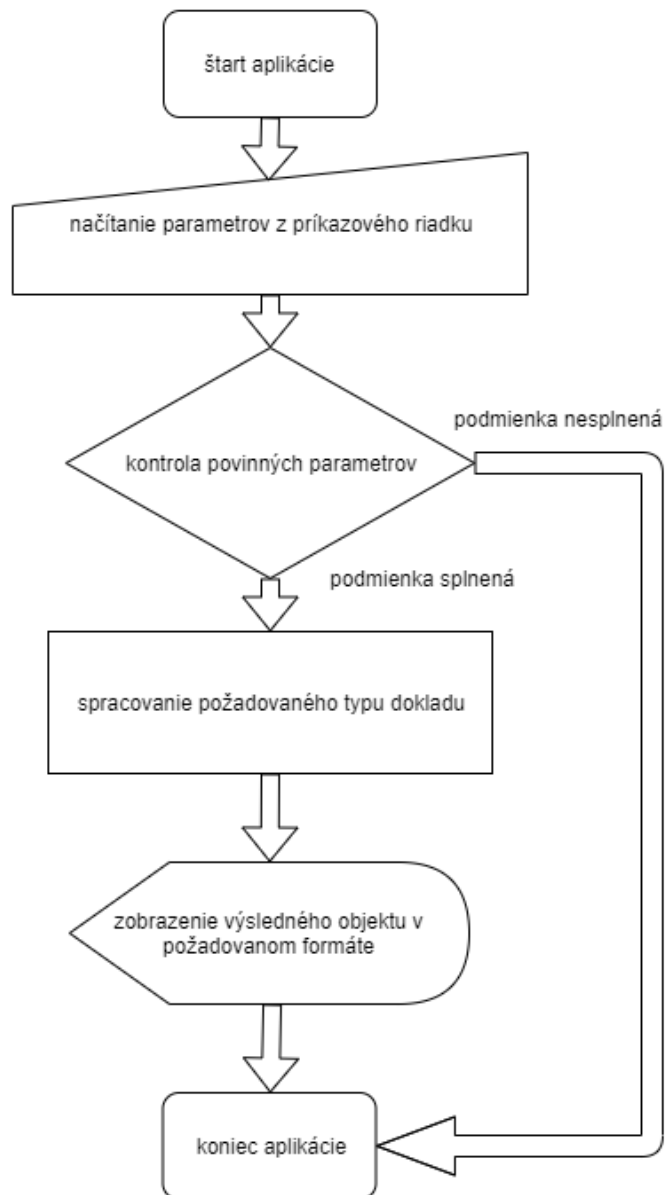 štart aplikácie
načítanie parametrov z príkazového riadku
podmienka nesplnená
kontrola povinných parametrov
podmienka splnená
spracovanie požadovaného typu dokladu
zobrazenie výsledného objektu v
požadovanom formáte
koniec aplikácie